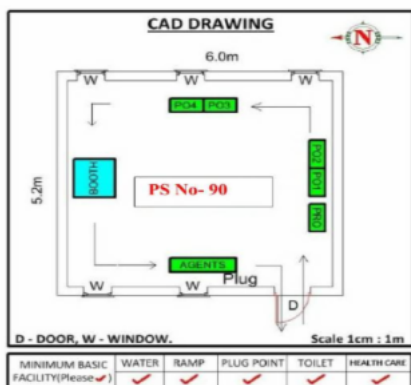 CAD DRAWING
N
6.0m
W W W
PO4 PO3
PO2
PO1
PRO
5.2m
BOOTH
PS No- 90
AGENTS
Plug
W W
D
D - DOOR, W - WINDOW. Scale 1cm : 1m
MINIMUM BASIC WATER RAMP PLUG POINT TOILET HEALTH CARE
FACILITY(Please✓) ✓ ✓ ✓ ✓ ✓